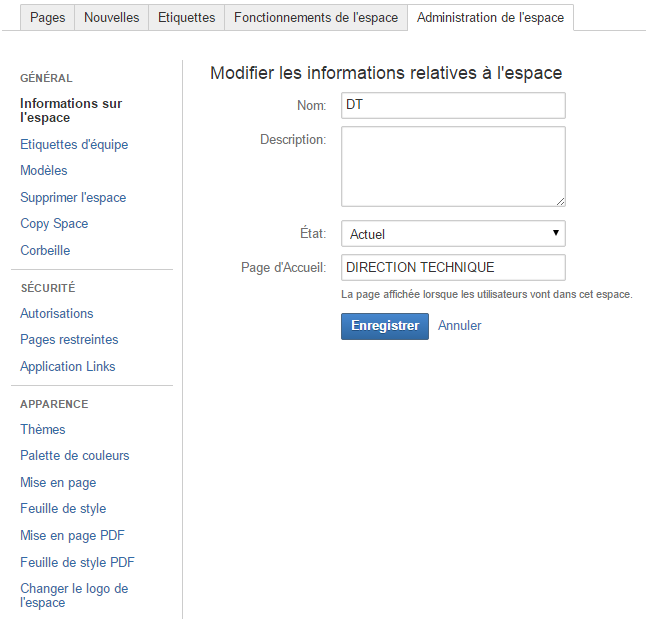 Pages Nouvelles Etiquettes Fonctionnements de l'espace Administration de l'espace
GÉNÉRAL
Informations sur
l'espace
Etiquettes d'équipe
Modèles
Supprimer l'espace
Copy Space
Corbeille
SÉCURITÉ
Autorisations
Pages restreintes
Application Links
APPARENCE
Thèmes
Palette de couleurs
Mise en page
Feuille de style
Mise en page PDF
Feuille de style PDF
Changer le logo de
l'espace
Modifier les informations relatives à l'espace
Nom: DT
Description:
État: Actuel
Page d'Accueil: DIRECTION TECHNIQUE
La page affichée lorsque les utilisateurs vont dans cet espace.
Enregistrer Annuler